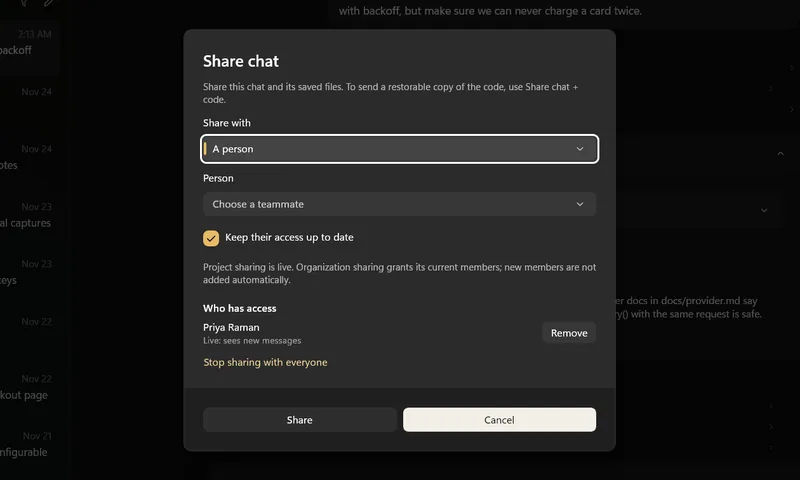 with backoff, but make sure we can never charge a card twice.
2:13 AM
backoff
Nov 24
Nov 24
otes
Nov 23
al captures
Nov 23
keys
Nov 22
Nov 22
kout page
Nov 21
nfigurable
Share chat
Share this chat and its saved files. To send a restorable copy of the code, use Share chat +
code.
Share with
A person
Person
Choose a teammate
Keep their access up to date
Project sharing is live. Organization sharing grants its current members; new members are not
added automatically.
Who has access
Priya Raman
Live: sees new messages
Remove
Stop sharing with everyone
Share
Cancel
er docs in docs/provider.md say
ry() with the same request is safe.